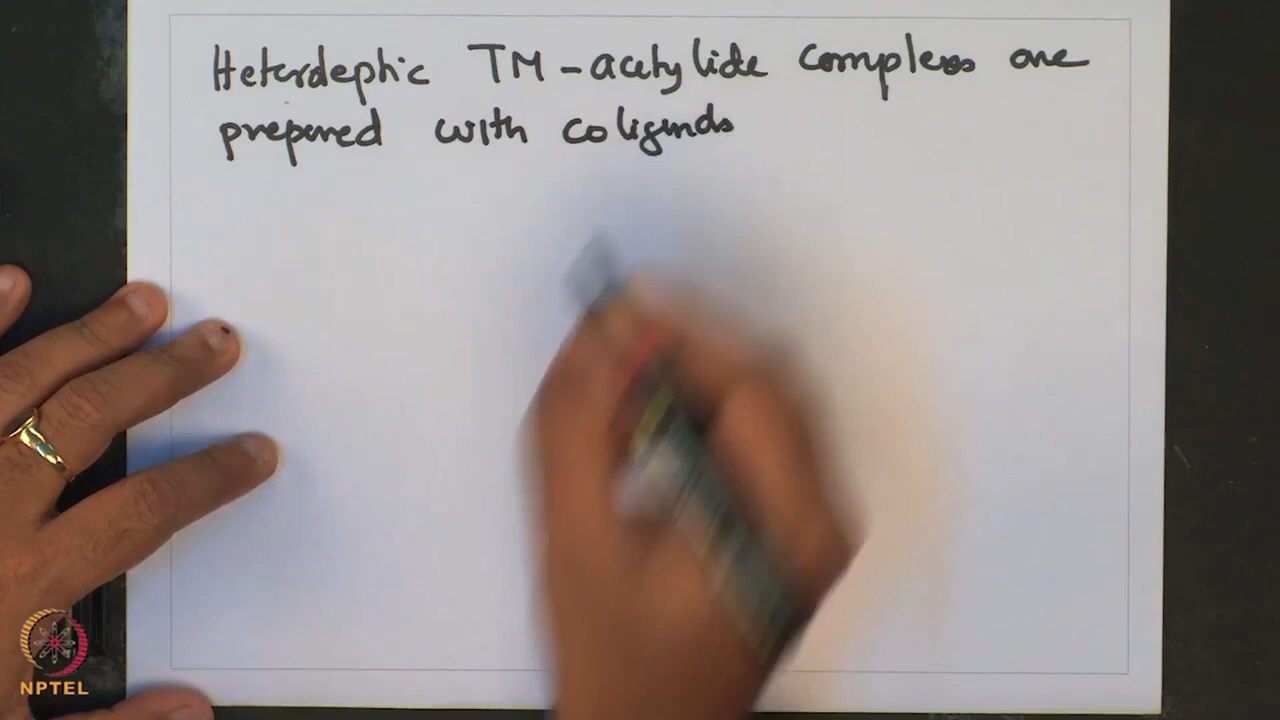 Heterdeptic TM - acetylide complexes are
prepared with coligands
NPTEL